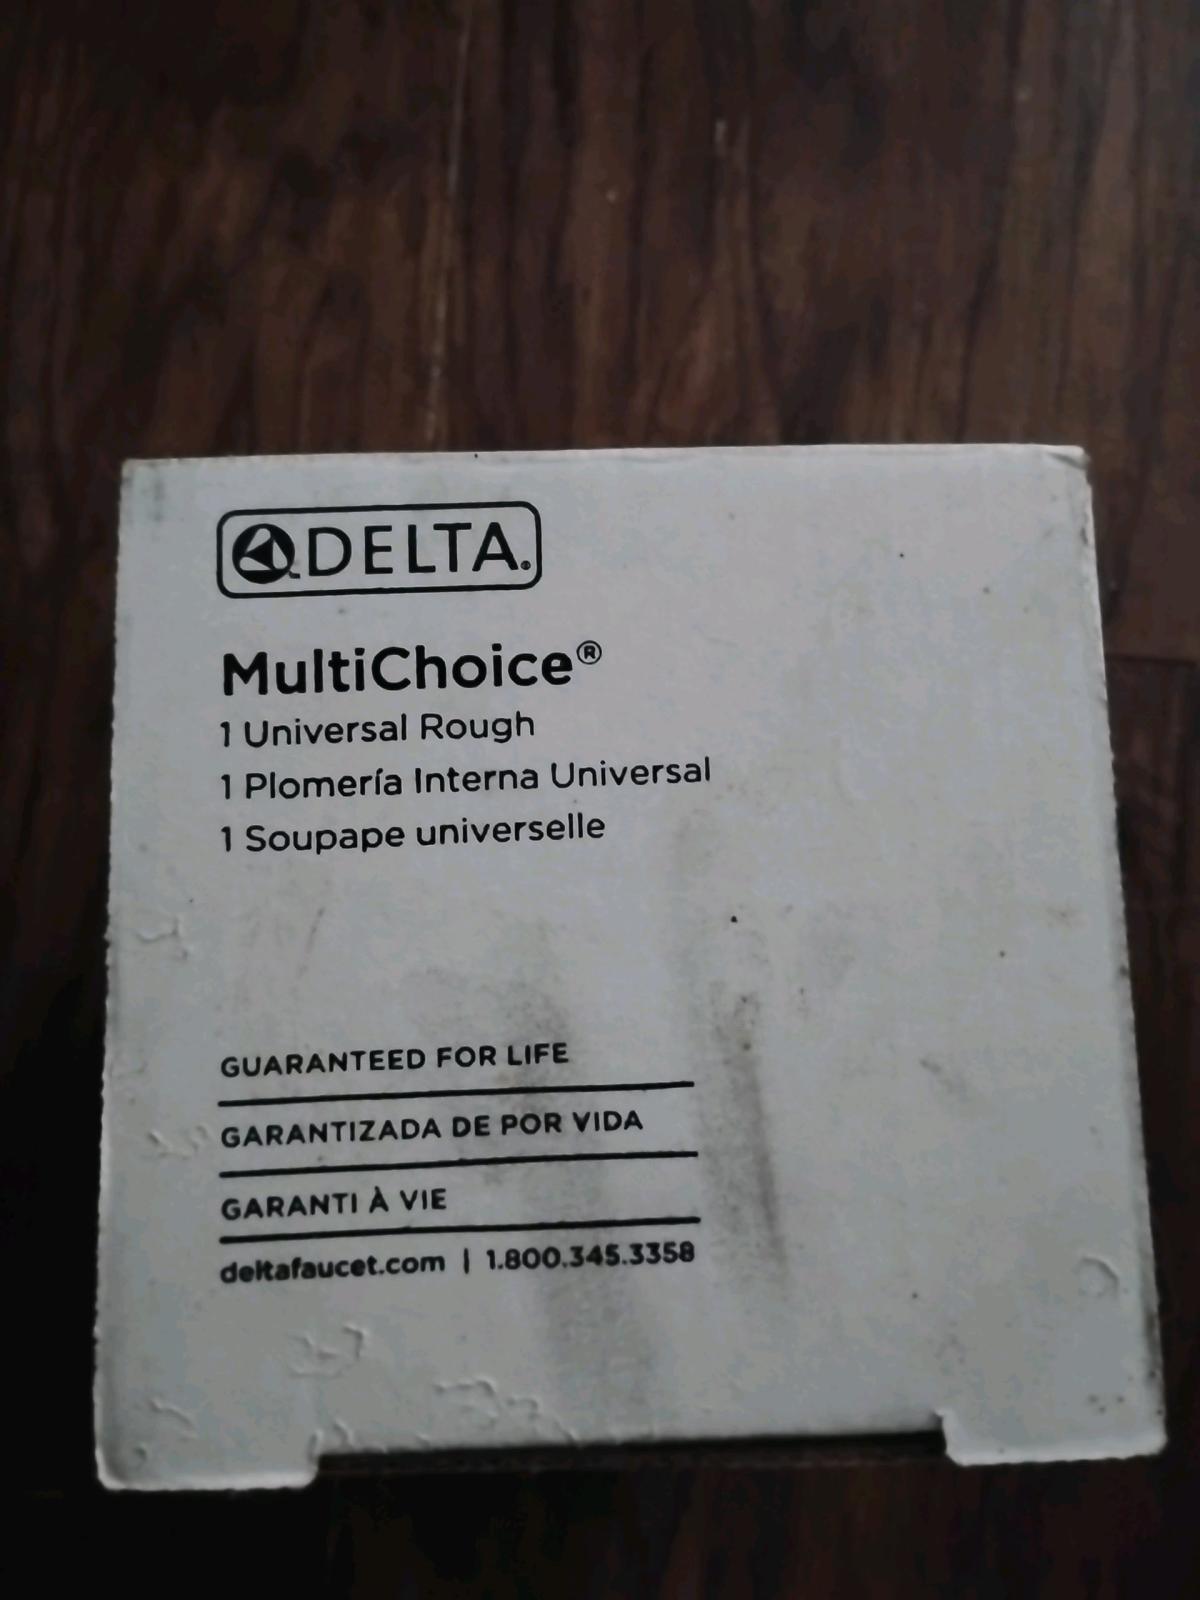 DELTA®
MultiChoice®
1 Universal Rough
1 Plomería Interna Universal
1 Soupape universelle
GUARANTEED FOR LIFE
GARANTIZADA DE POR VIDA
GARANTI À VIE
deltafaucet.com | 1.800.345.3358